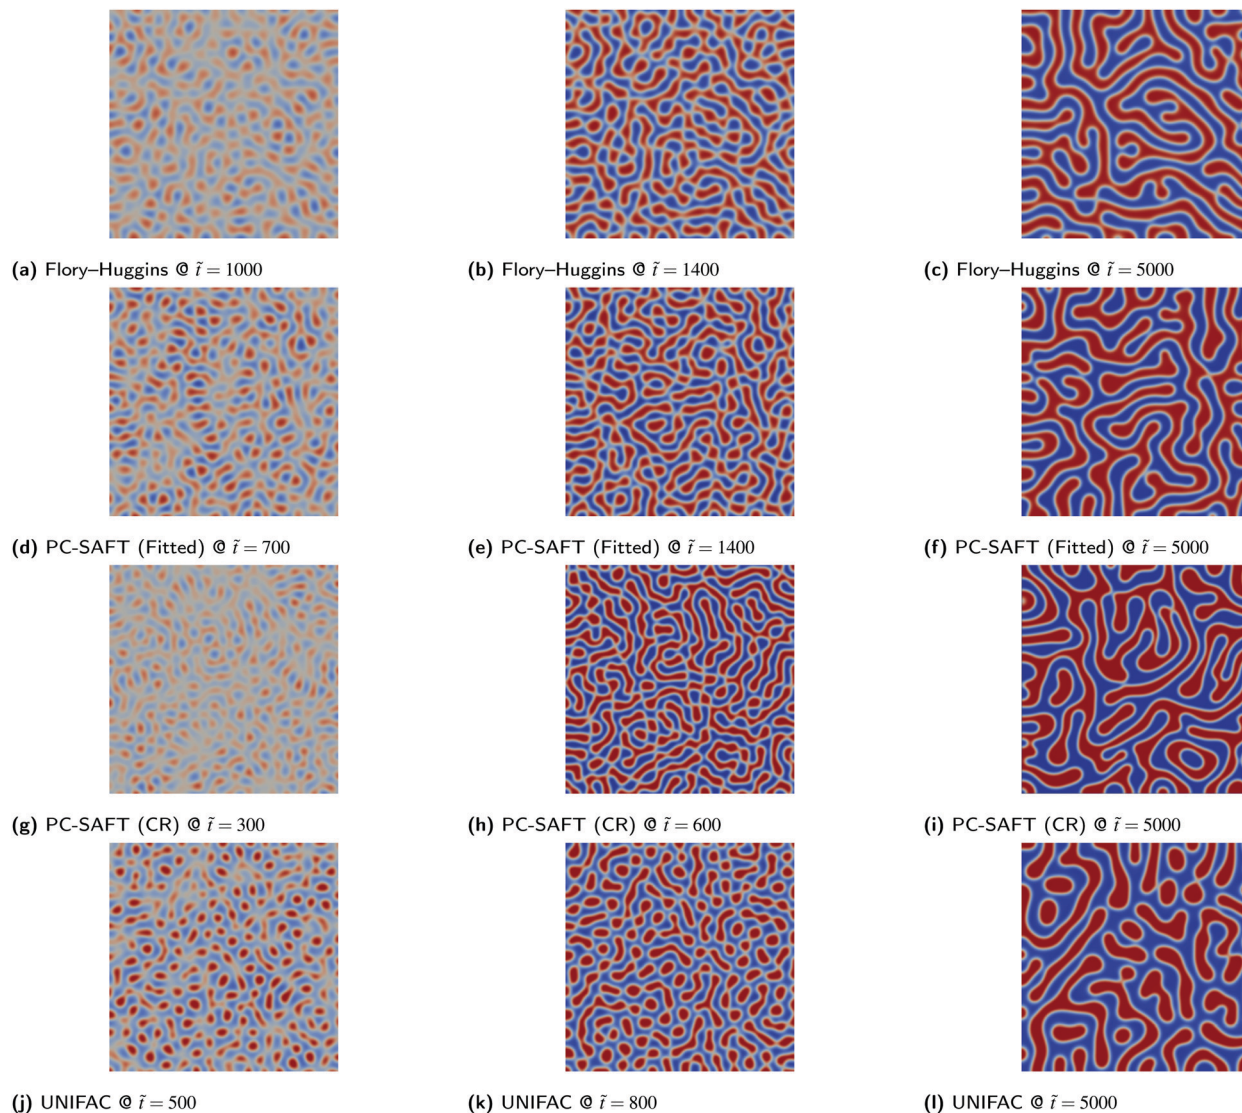 (a) Flory–Huggins @ t̃ = 1000
(b) Flory–Huggins @ t̃ = 1400
(c) Flory–Huggins @ t̃ = 5000
(d) PC-SAFT (Fitted) @ t̃ = 700
(e) PC-SAFT (Fitted) @ t̃ = 1400
(f) PC-SAFT (Fitted) @ t̃ = 5000
(g) PC-SAFT (CR) @ t̃ = 300
(h) PC-SAFT (CR) @ t̃ = 600
(i) PC-SAFT (CR) @ t̃ = 5000
(j) UNIFAC @ t̃ = 500
(k) UNIFAC @ t̃ = 800
(l) UNIFAC @ t̃ = 5000